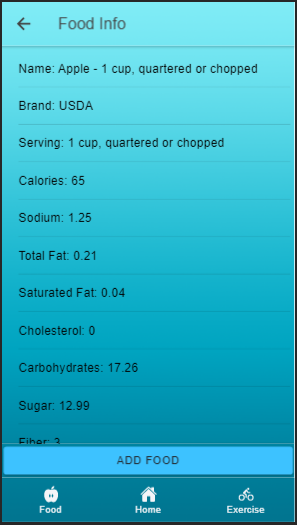 Food Info
Name: Apple - 1 cup, quartered or chopped
Brand: USDA
Serving: 1 cup, quartered or chopped
Calories: 65
Sodium: 1.25
Total Fat: 0.21
Saturated Fat: 0.04
Cholesterol: 0
Carbohydrates: 17.26
Sugar: 12.99
Fiber: 3
ADD FOOD
Food Home Exercise